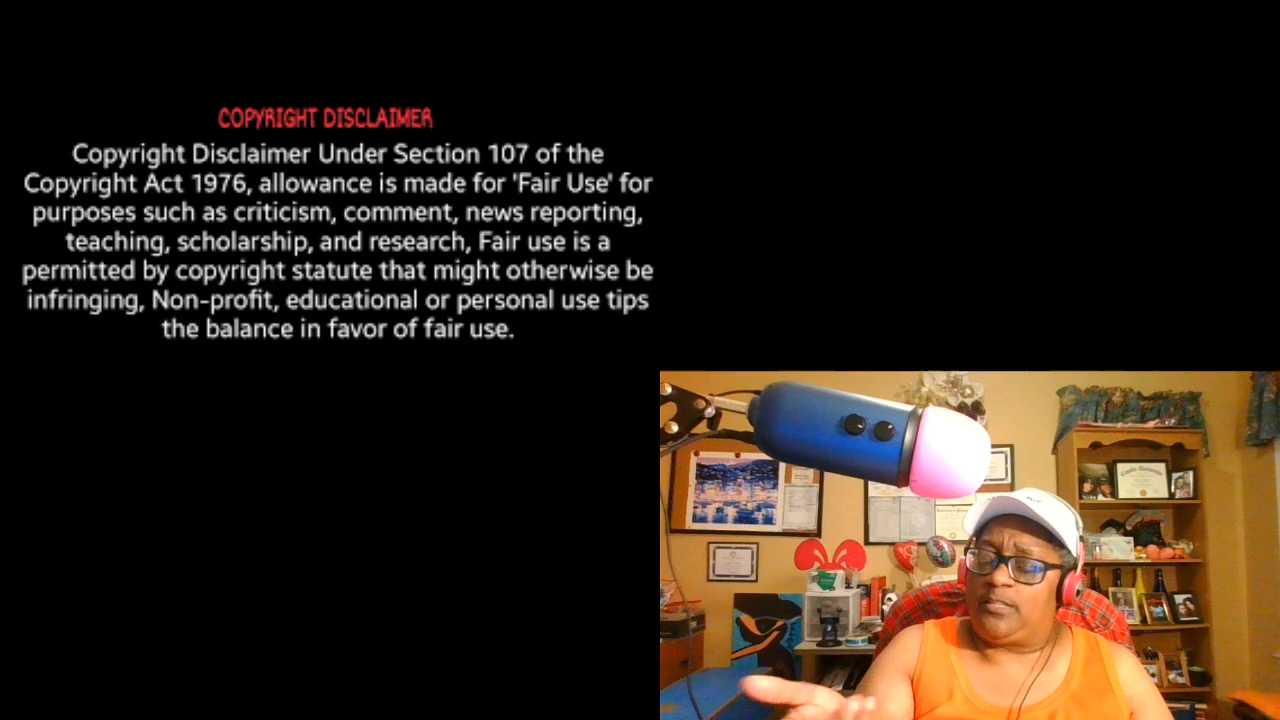 COPYRIGHT DISCLAIMER
Copyright Disclaimer Under Section 107 of the
Copyright Act 1976, allowance is made for 'Fair Use' for
purposes such as criticism, comment, news reporting,
teaching, scholarship, and research, Fair use is a
permitted by copyright statute that might otherwise be
infringing, Non-profit, educational or personal use tips
the balance in favor of fair use.